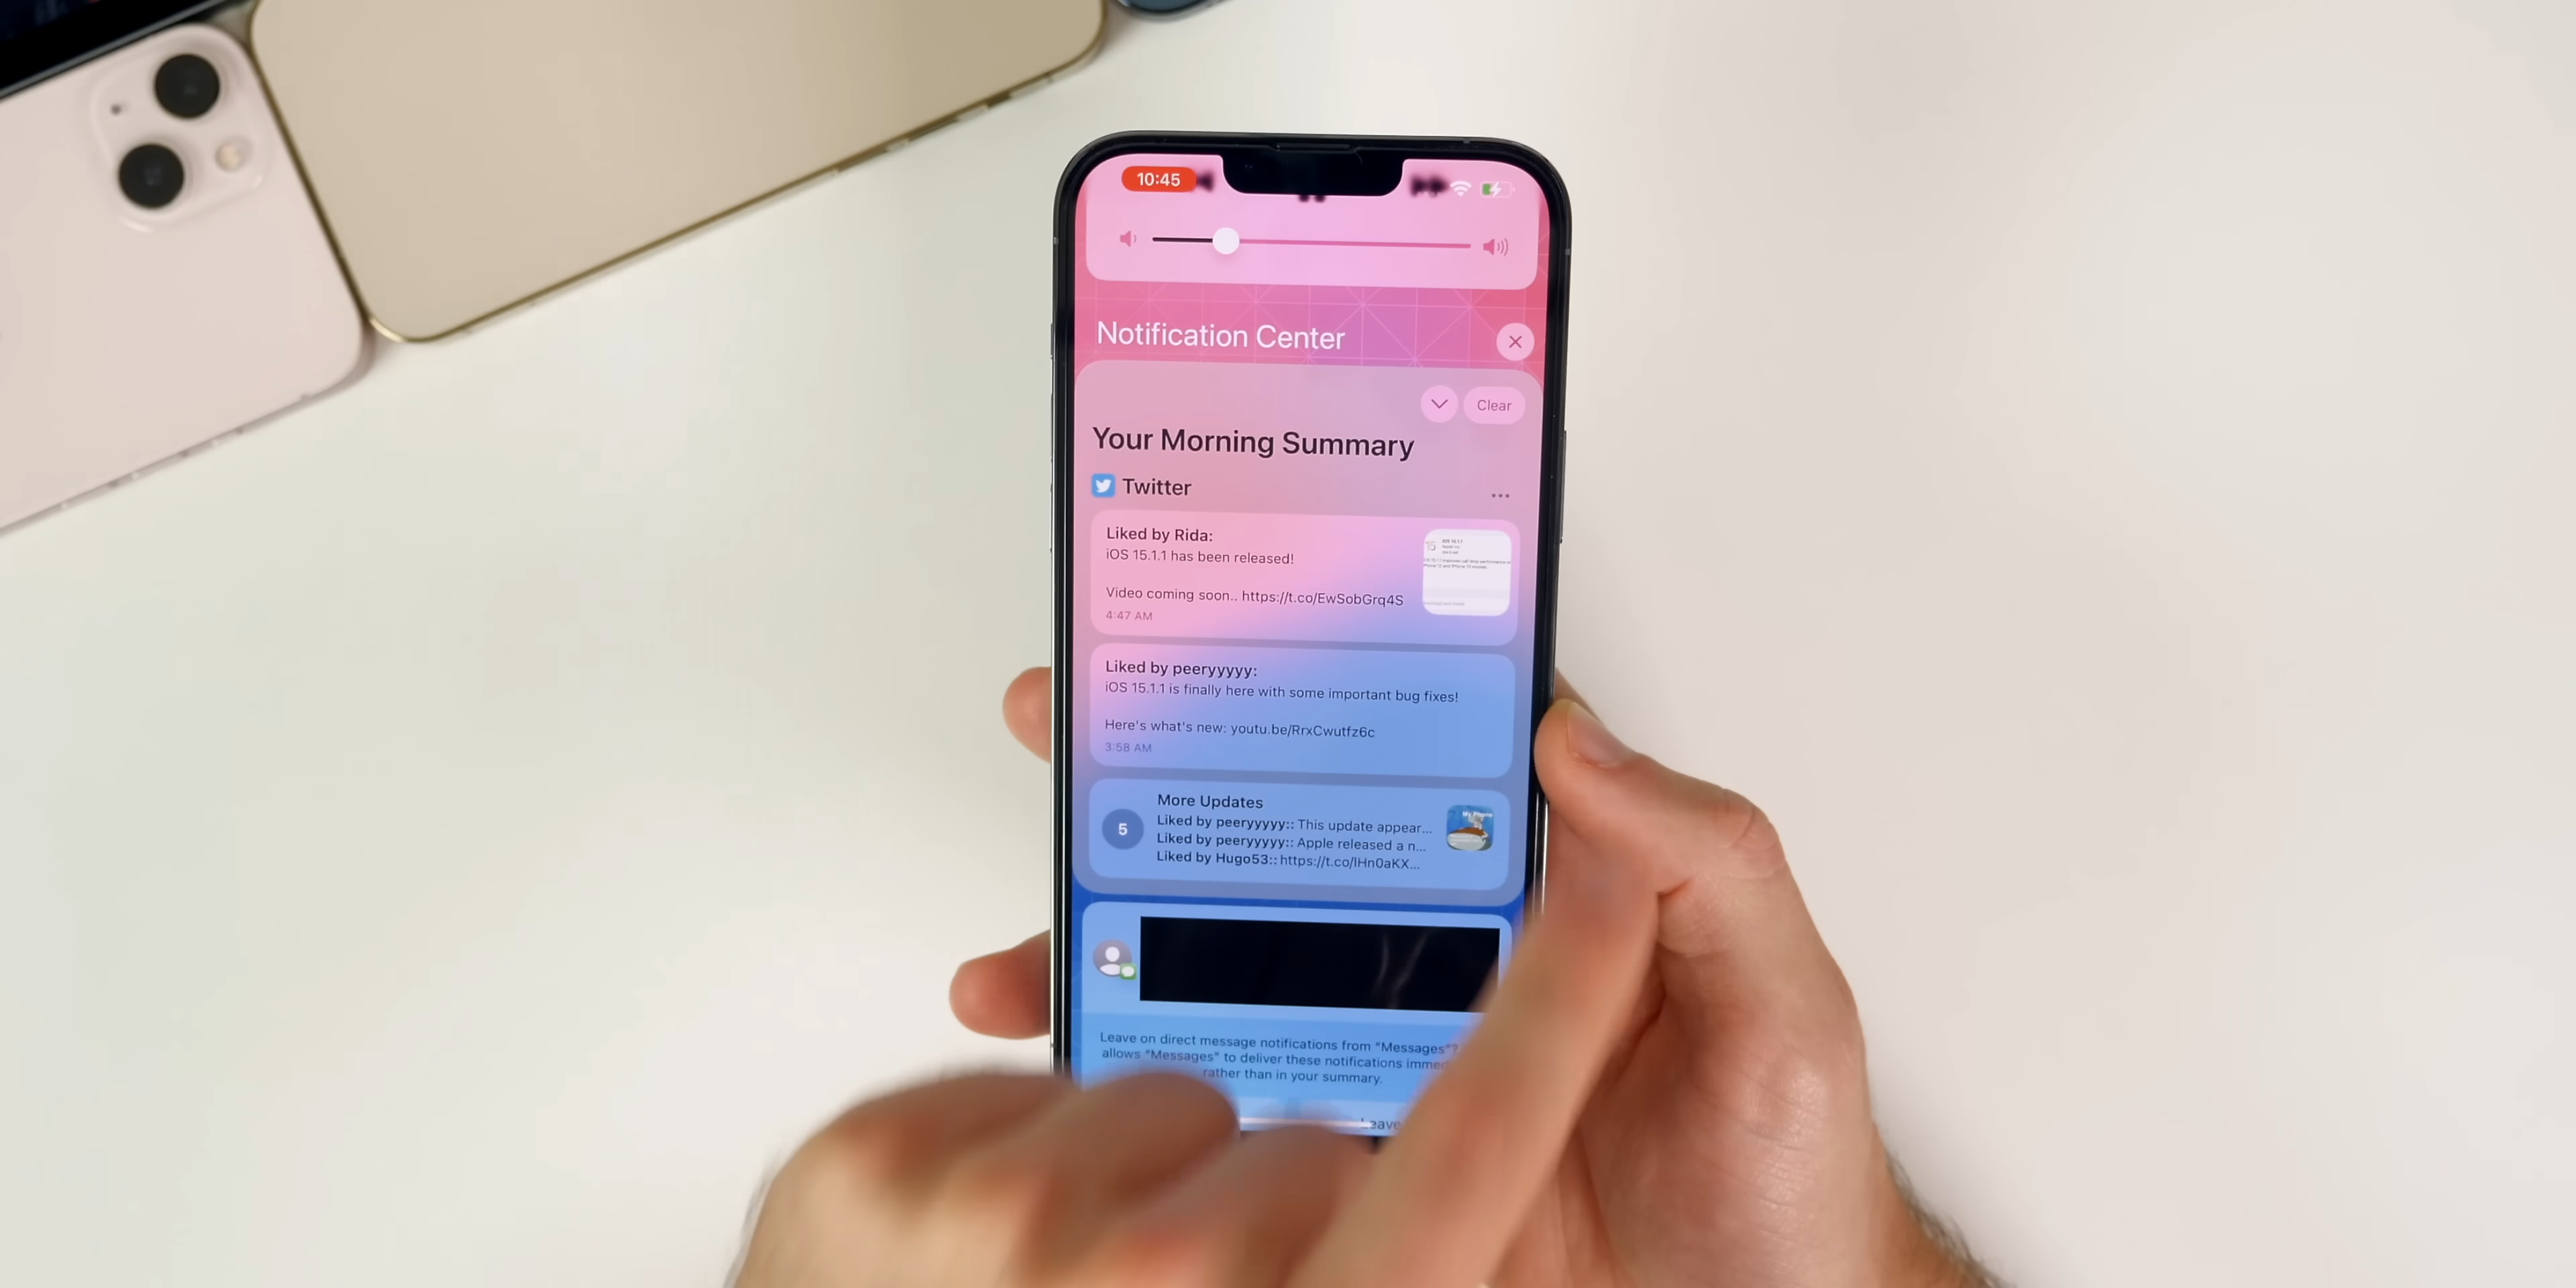 10:45
Notification Center
Clear
Your Morning Summary
Twitter
Liked by Rida:
iOS 15.1.1 has been released!
Video coming soon.. https://t.co/EwSobGrq4S
4:47 AM
Liked by peeryyyyy:
iOS 15.1.1 is finally here with some important bug fixes!
Here's what's new: youtu.be/RrxCwutfz6c
3:58 AM
5
More Updates
Liked by peeryyyyy:: This update appear...
Liked by peeryyyyy:: Apple released a n...
Liked by Hugo53:: https://t.co/lHn0aKX...
Leave on direct message notifications from "Messages"?
allows "Messages" to deliver these notifications
rather than in your summary.